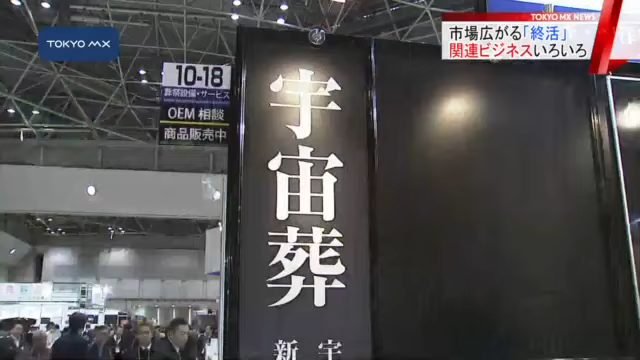 TOKYO MX
TOKYO MX NEWS
市場広がる「終活」
関連ビジネスいろいろ
10-18
葬祭設備・サービス
OEM 相談
商品販売中
宇宙葬
新 宇